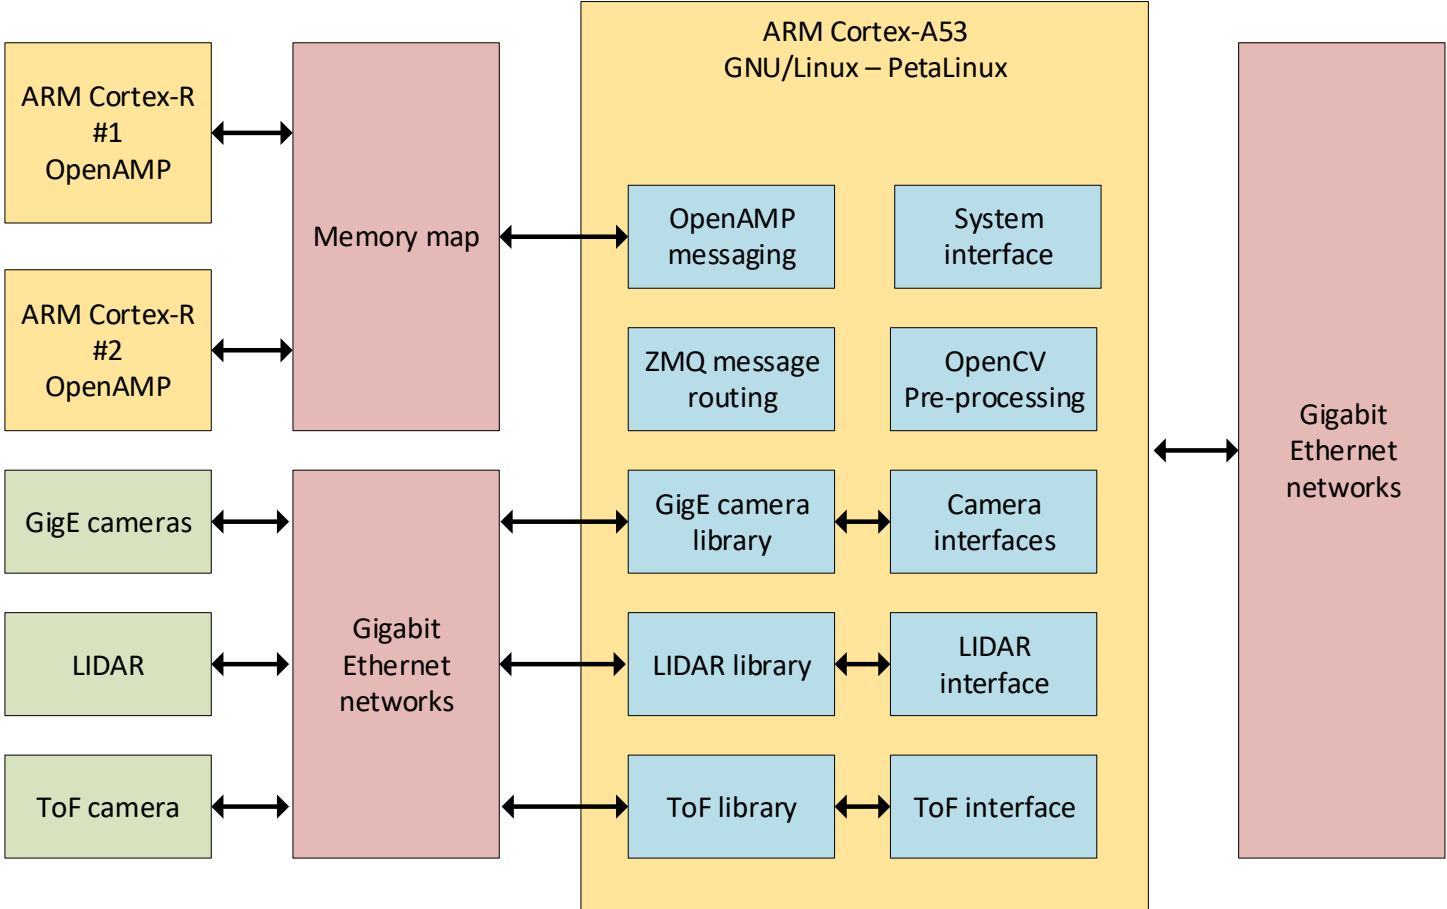 ARM Cortex-A53
GNU/Linux – PetaLinux
ARM Cortex-R
#1
OpenAMP
Memory map
OpenAMP
messaging
System
interface
ARM Cortex-R
#2
OpenAMP
ZMQ message
routing
OpenCV
Pre-processing
Gigabit
Ethernet
networks
GigE cameras
GigE camera
library
Camera
interfaces
LIDAR
Gigabit
Ethernet
networks
LIDAR library
LIDAR
interface
ToF camera
ToF library
ToF interface